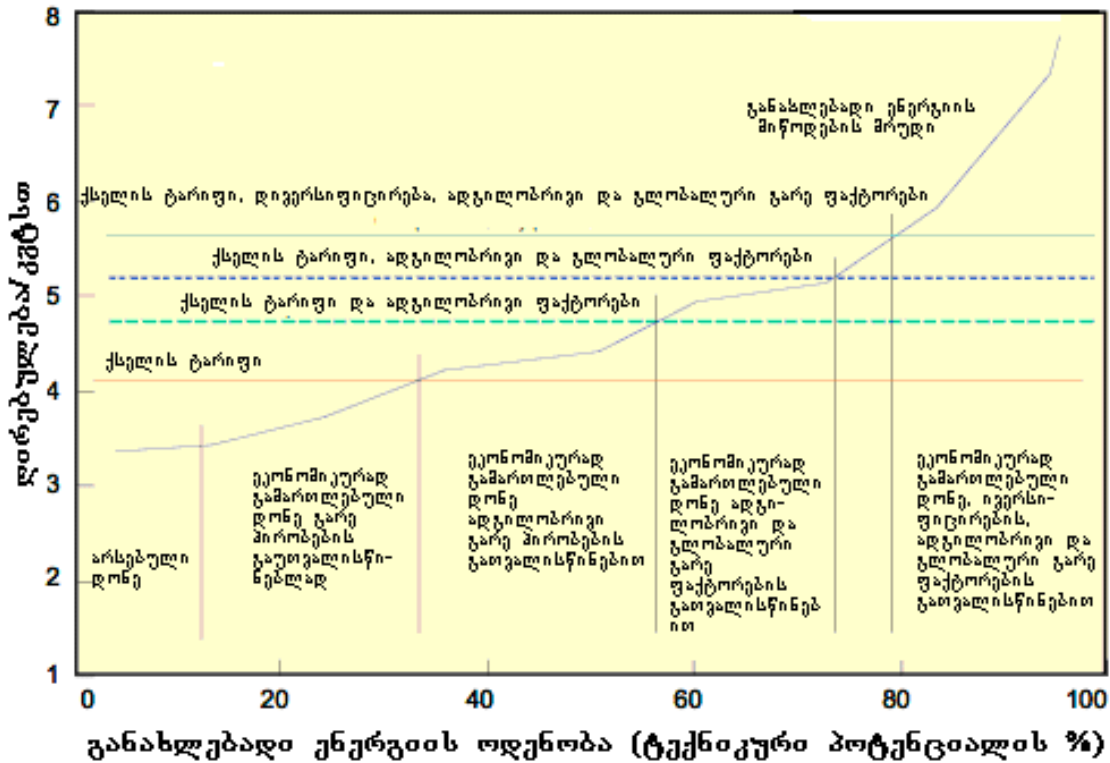 8
7
6
5
4
3
2
1
ღირებულება/კვტსთ
განახლებადი ენერგიის
მიწოდების მრუდი
ქსელის ტარიფი, დივერსიფიცირება, ადგილობრივი და გლობალური გარე ფაქტორები
ქსელის ტარიფი, ადგილობრივი და გლობალური ფაქტორები
ქსელის ტარიფი და ადგილობრივი ფაქტორები
ქსელის ტარიფი
არსებული
დონე
ეკონომიკურად
გამართლებული
დონე გარე
პირობების
გაუთვალისწი-
ნებლად
ეკონომიკურად
გამართლებული
დონე
ადგილობრივი
გარე პირობების
გათვალისწინებით
ეკონომიკურად
გამართლებული
დონე ადგი-
ლობრივი და
გლობალური
გარე
ფაქტორების
გათვალისწინებ
ით
ეკონომიკურად
გამართლებული
დონე, ივერსი-
ფიცირების,
ადგილობრივი და
გლობალური გარე
ფაქტორების
გათვალისწინებით
0 20 40 60 80 100
განახლებადი ენერგიის ოდენობა (ტექნიკური პოტენციალის %)